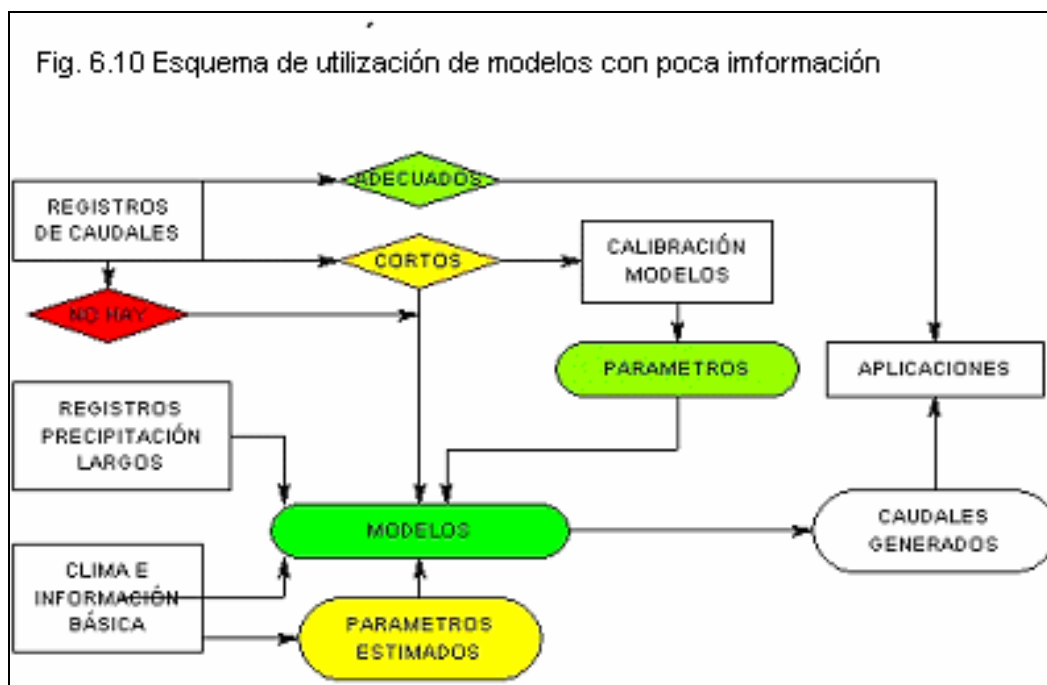 Fig. 6.10 Esquema de utilización de modelos con poca imformación
ADECUADOS
REGISTROS
DE CAUDALES
CORTOS
CALIBRACIÓN
MODELOS
NO HAY
PARAMETROS
APLICACIONES
REGISTROS
PRECIPITACIÓN
LARGOS
MODELOS
CAUDALES
GENERADOS
CLIMA E
INFORMACIÓN
BÁSICA
PARAMETROS
ESTIMADOS